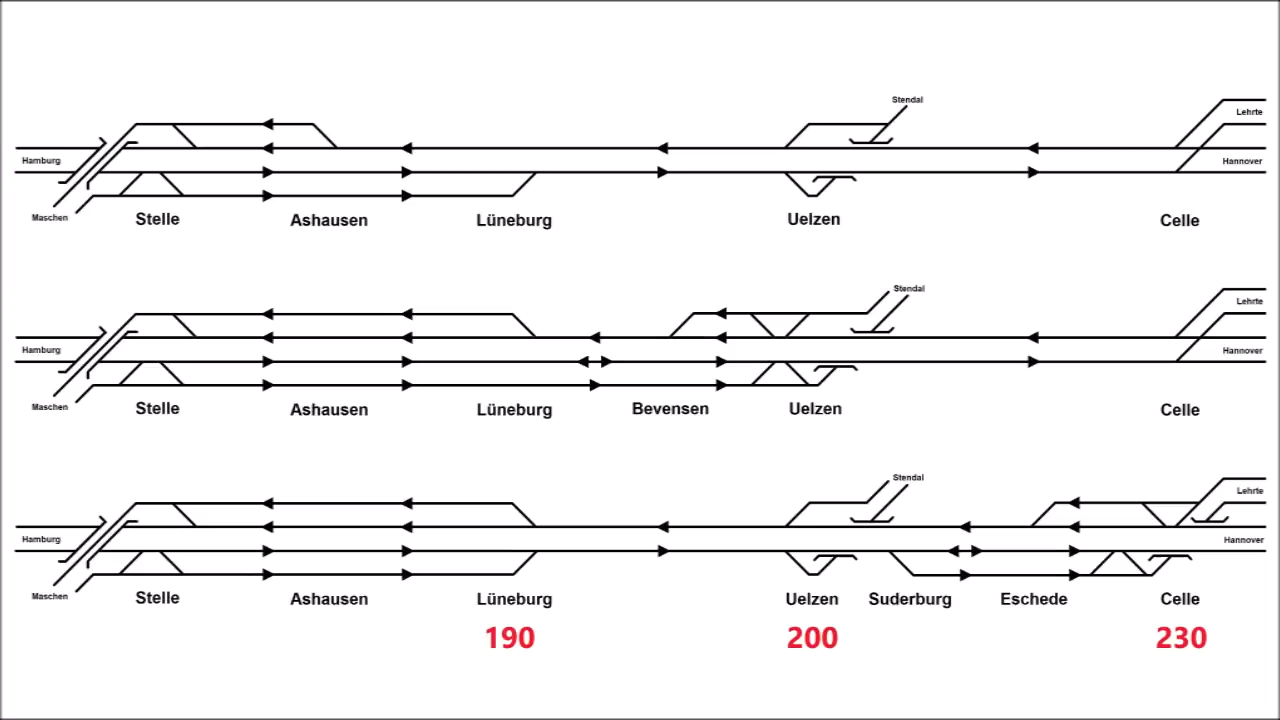 Stendal
Lehrte
Hamburg
Hannover
Maschen
Stelle Ashausen Lüneburg Uelzen Celle
Stendal
Lehrte
Hamburg
Hannover
Maschen
Stelle Ashausen Lüneburg Bevensen Uelzen Celle
Stendal
Lehrte
Hamburg
Hannover
Maschen
Stelle Ashausen Lüneburg Uelzen Suderburg Eschede Celle
190 200 230